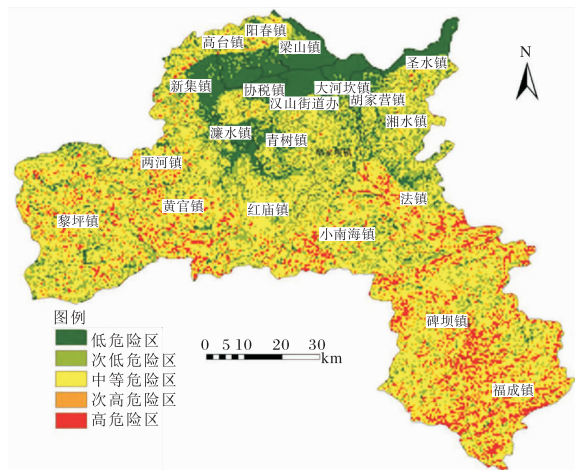 阳春镇
高台镇
梁山镇
N
圣水镇
新集镇
协税镇
大河坎镇
汉山街道办
胡家营镇
湘水镇
濂水镇
青树镇
两河镇
黄官镇
红庙镇
法镇
黎坪镇
小南海镇
碑坝镇
福成镇
图例
低危险区
次低危险区
中等危险区
次高危险区
高危险区
0 5 10 20 30
km